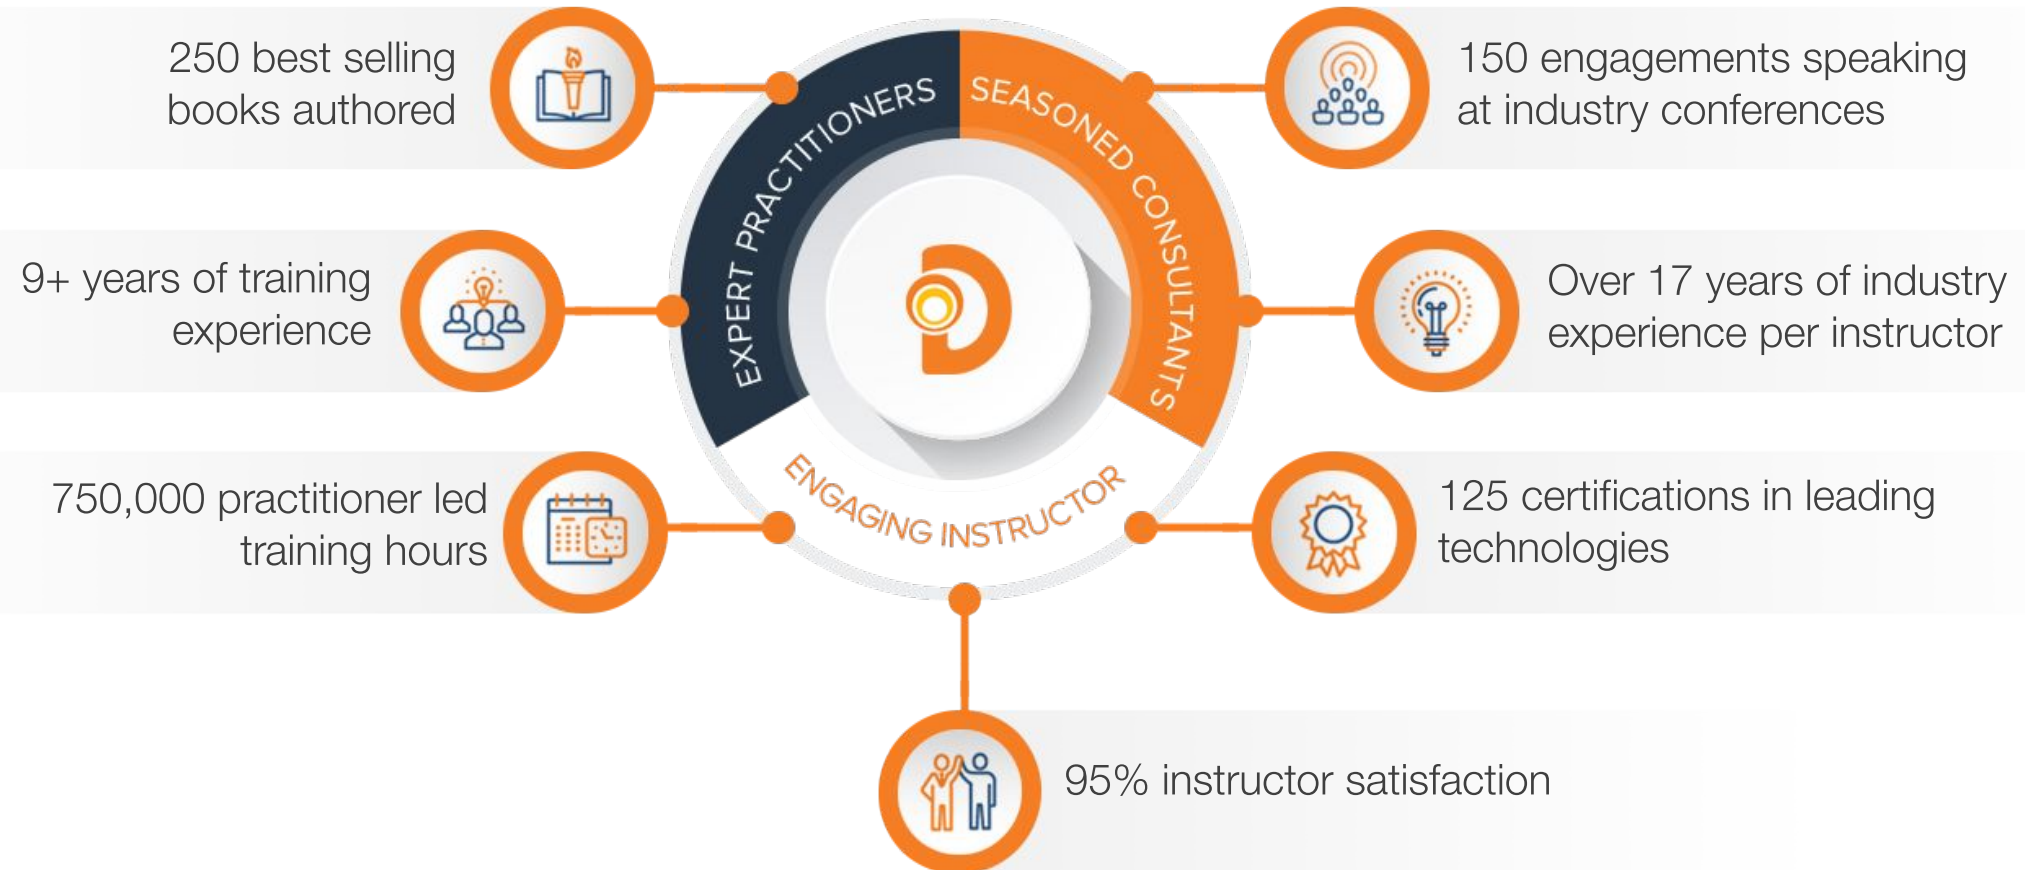 250 best selling
books authored
9+ years of training
experience
750,000 practitioner led
training hours
EXPERT PRACTITIONERS
SEASONED CONSULTANTS
ENGAGING INSTRUCTOR
150 engagements speaking
at industry conferences
Over 17 years of industry
experience per instructor
125 certifications in leading
technologies
95% instructor satisfaction